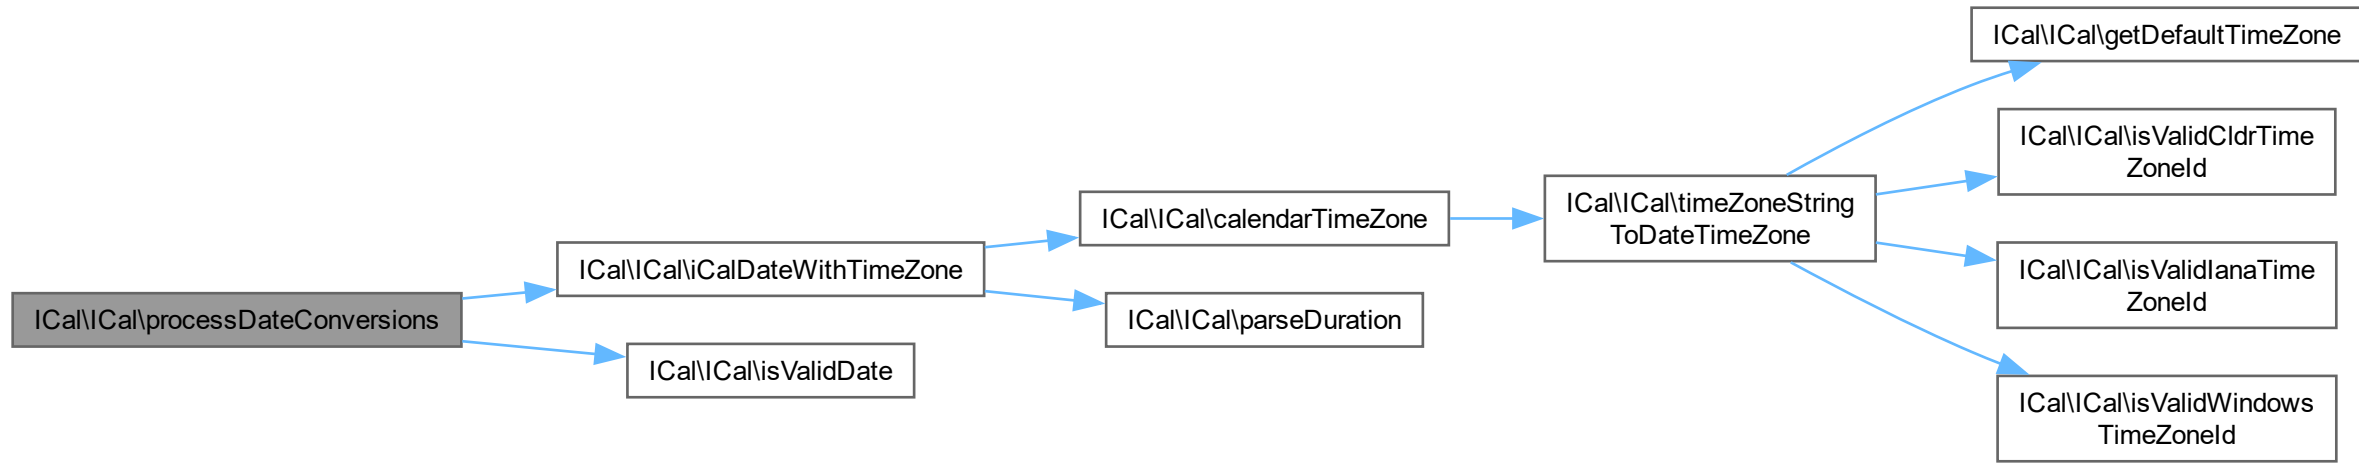 ICal\ICal\processDateConversions
ICal\ICal\iCalDateWithTimeZone
ICal\ICal\isValidDate
ICal\ICal\calendarTimeZone
ICal\ICal\parseDuration
ICal\ICal\timeZoneString
ToDateTimeZone
ICal\ICal\getDefaultTimeZone
ICal\ICal\isValidCldrTime
ZoneId
ICal\ICal\isValidIanaTime
ZoneId
ICal\ICal\isValidWindows
TimeZoneId